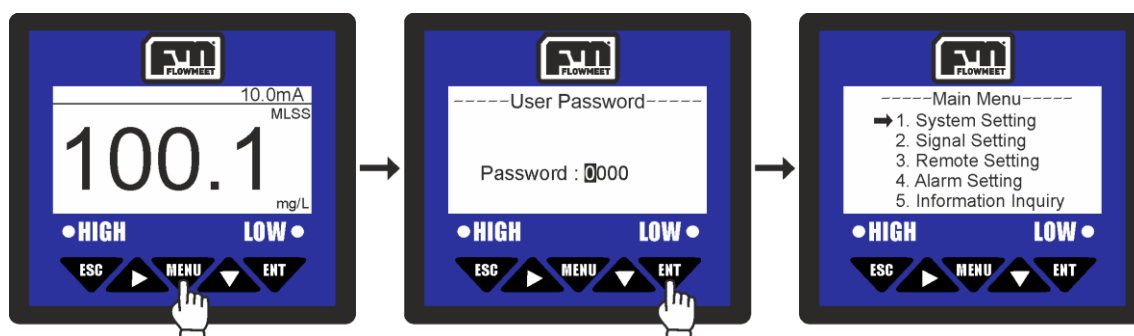 FLOWMEET
10.0mA
MLSS
100.1
mg/L
HIGH LOW
ESC MENU ENT
FLOWMEET
-----User Password-----
Password : 0000
HIGH LOW
ESC MENU ENT
FLOWMEET
-----Main Menu-----
1. System Setting
2. Signal Setting
3. Remote Setting
4. Alarm Setting
5. Information Inquiry
HIGH LOW
ESC MENU ENT